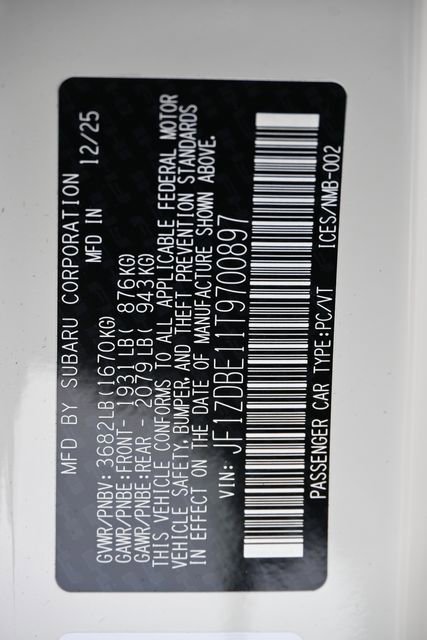 MFD BY SUBARU CORPORATION
MFD IN 12/25
GVWR/PNBV: 3682LB(1670KG)
GAWR/PNBE:FRONT- 1931LB( 876KG)
GAWR/PNBE:REAR - 2079LB( 943KG)
THIS VEHICLE CONFORMS TO ALL APPLICABLE FEDERAL MOTOR
VEHICLE SAFETY, BUMPER, AND THEFT PREVENTION STANDARDS
IN EFFECT ON THE DATE OF MANUFACTURE SHOWN ABOVE.
VIN: JF1ZDBE11T9700897
PASSENGER CAR TYPE:PC/VT ICES/NMB-002